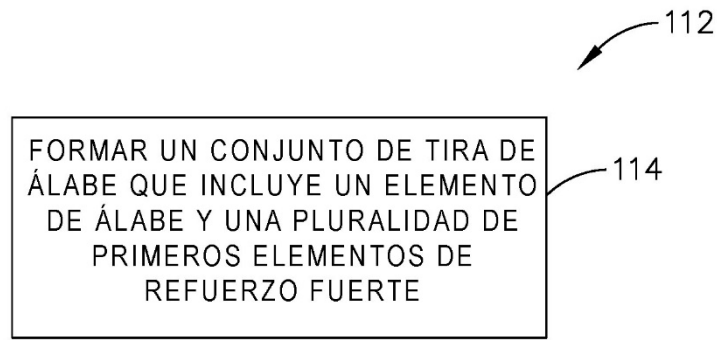 112
FORMAR UN CONJUNTO DE TIRA DE
ÁLABE QUE INCLUYE UN ELEMENTO
DE ÁLABE Y UNA PLURALIDAD DE
PRIMEROS ELEMENTOS DE
REFUERZO FUERTE
114